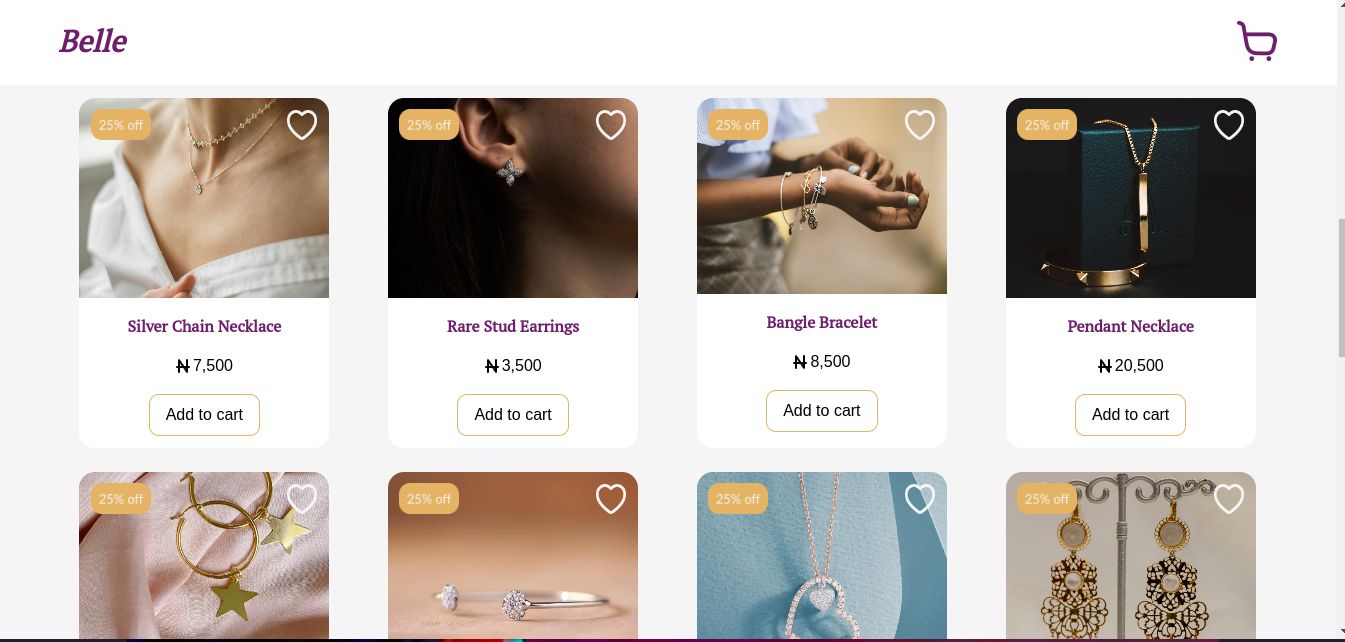 Belle
25% off
25% off
25% off
25% off
Silver Chain Necklace
Rare Stud Earrings
Bangle Bracelet
Pendant Necklace
₦ 7,500
₦ 3,500
₦ 8,500
₦ 20,500
Add to cart
Add to cart
Add to cart
Add to cart
25% off
25% off
25% off
25% off